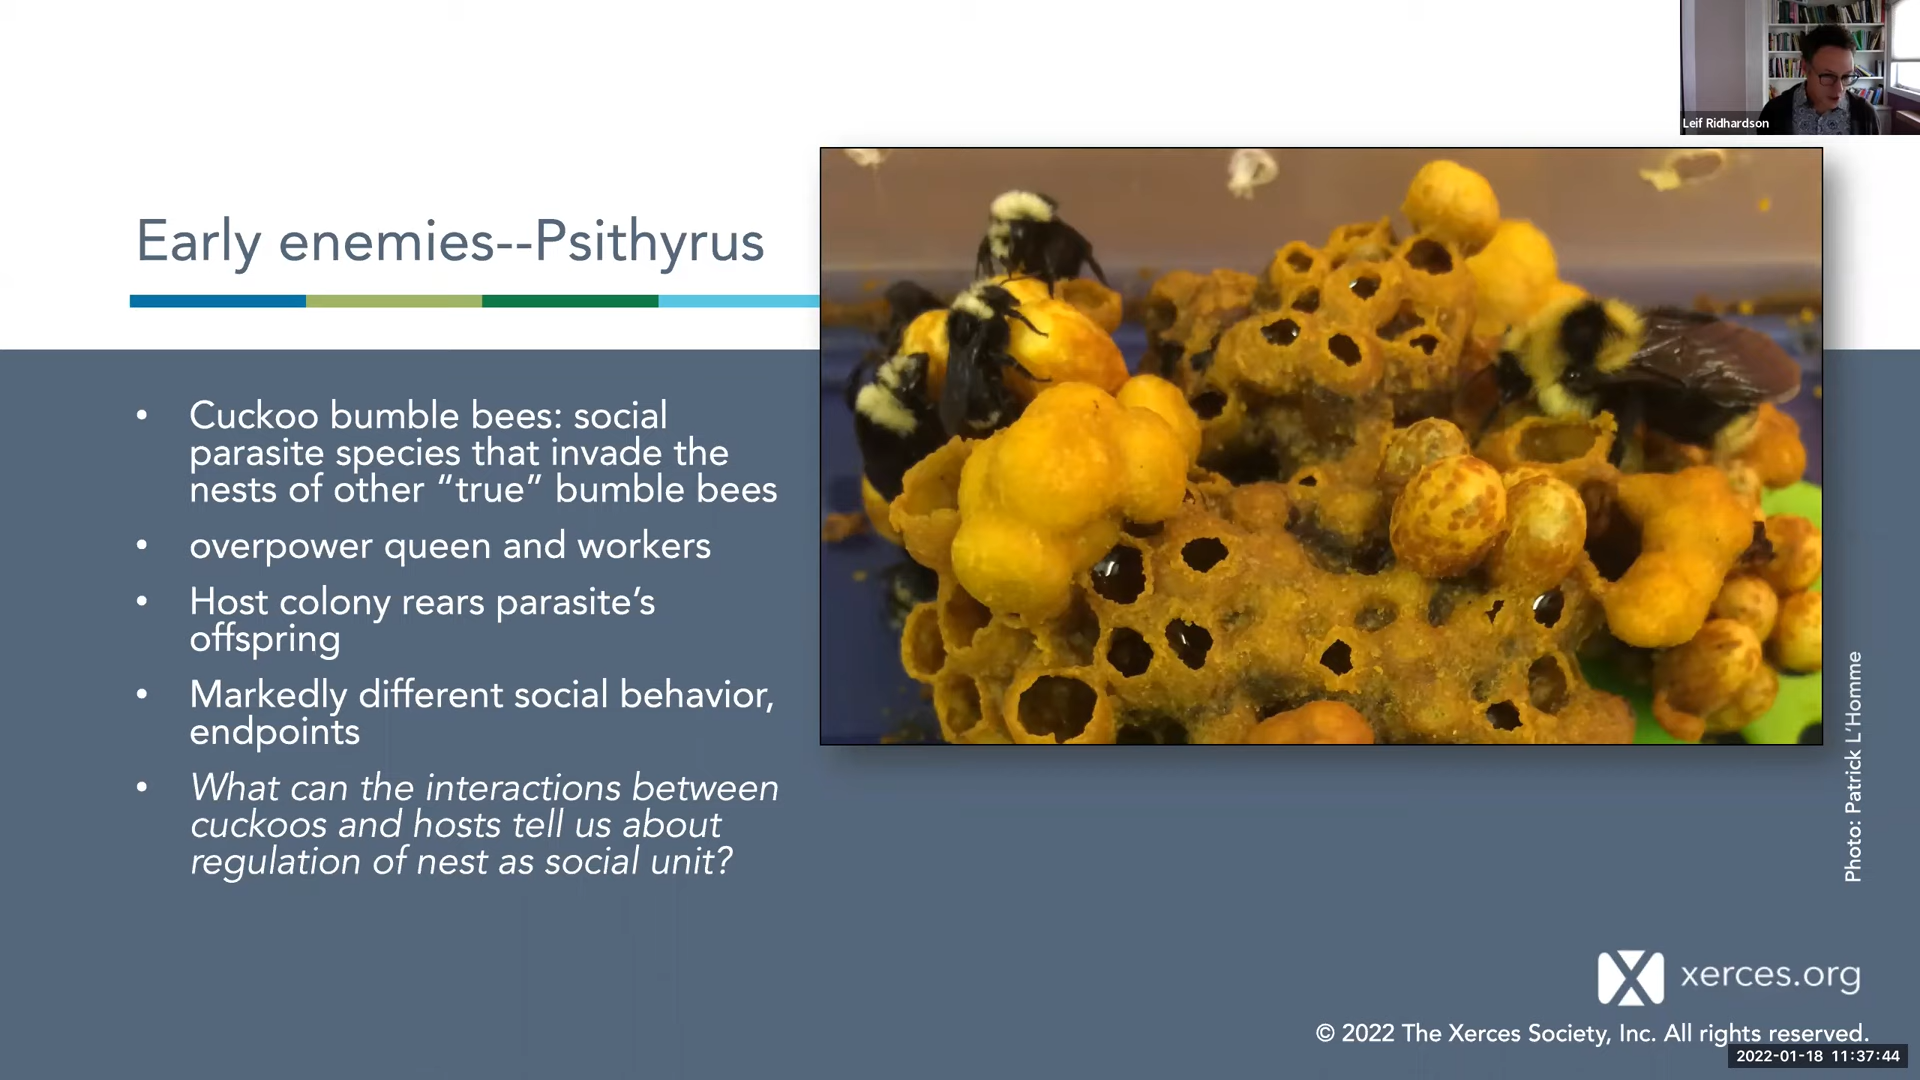 Leif Ridhardson
Early enemies--Psithyrus
• Cuckoo bumble bees: social
parasite species that invade the
nests of other “true” bumble bees
• overpower queen and workers
• Host colony rears parasite’s
offspring
• Markedly different social behavior,
endpoints
• What can the interactions between
cuckoos and hosts tell us about
regulation of nest as social unit?
Photo: Patrick L’Homme
xerces.org
© 2022 The Xerces Society, Inc. All rights reserved.
2022-01-18 11:37:44